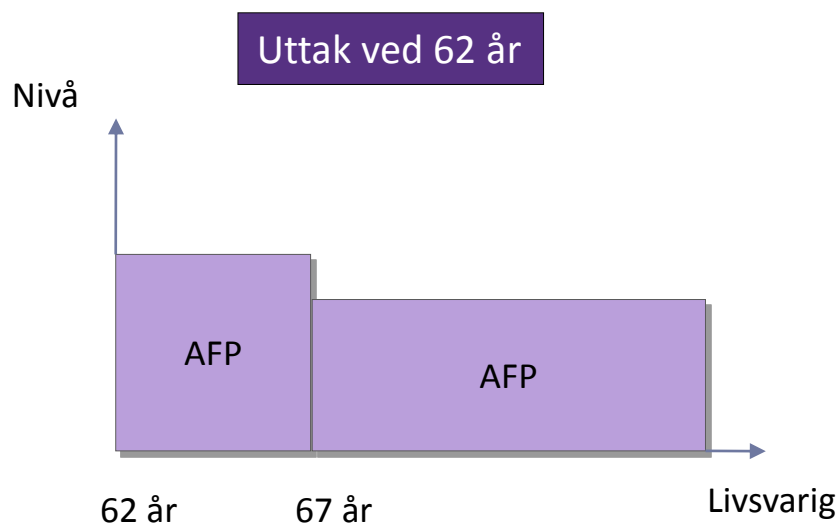 Uttak ved 62 år
Nivå
AFP
AFP
62 år
67 år
Livsvarig